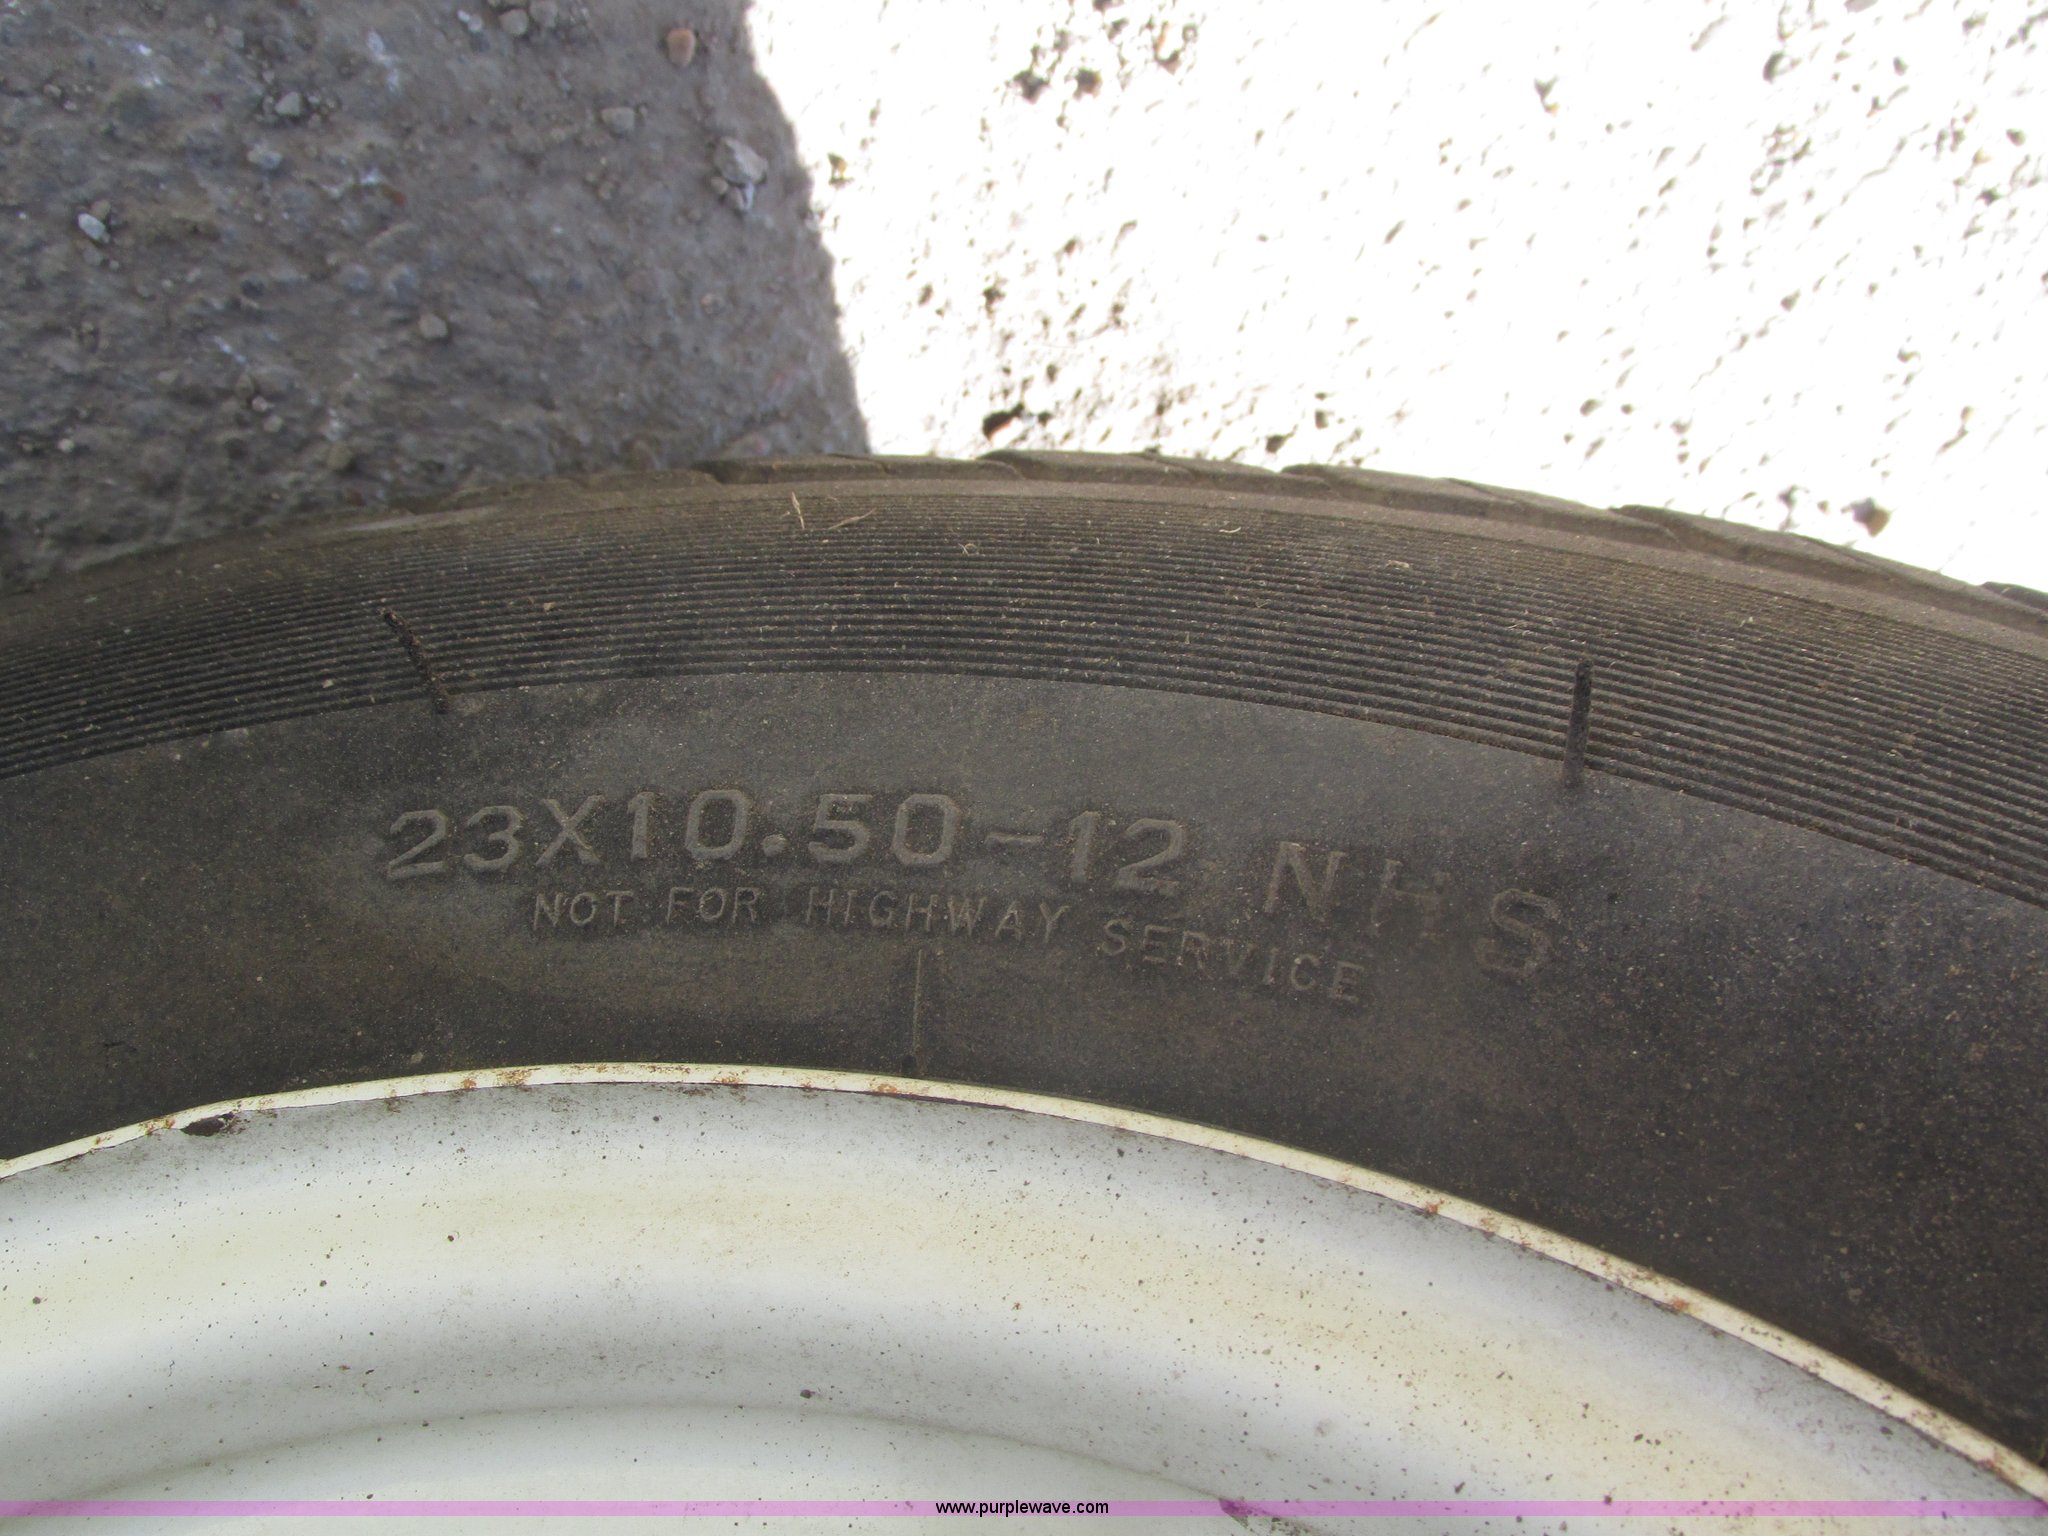 23X10.50-12 NHS
NOT FOR HIGHWAY SERVICE
www.purplewave.com